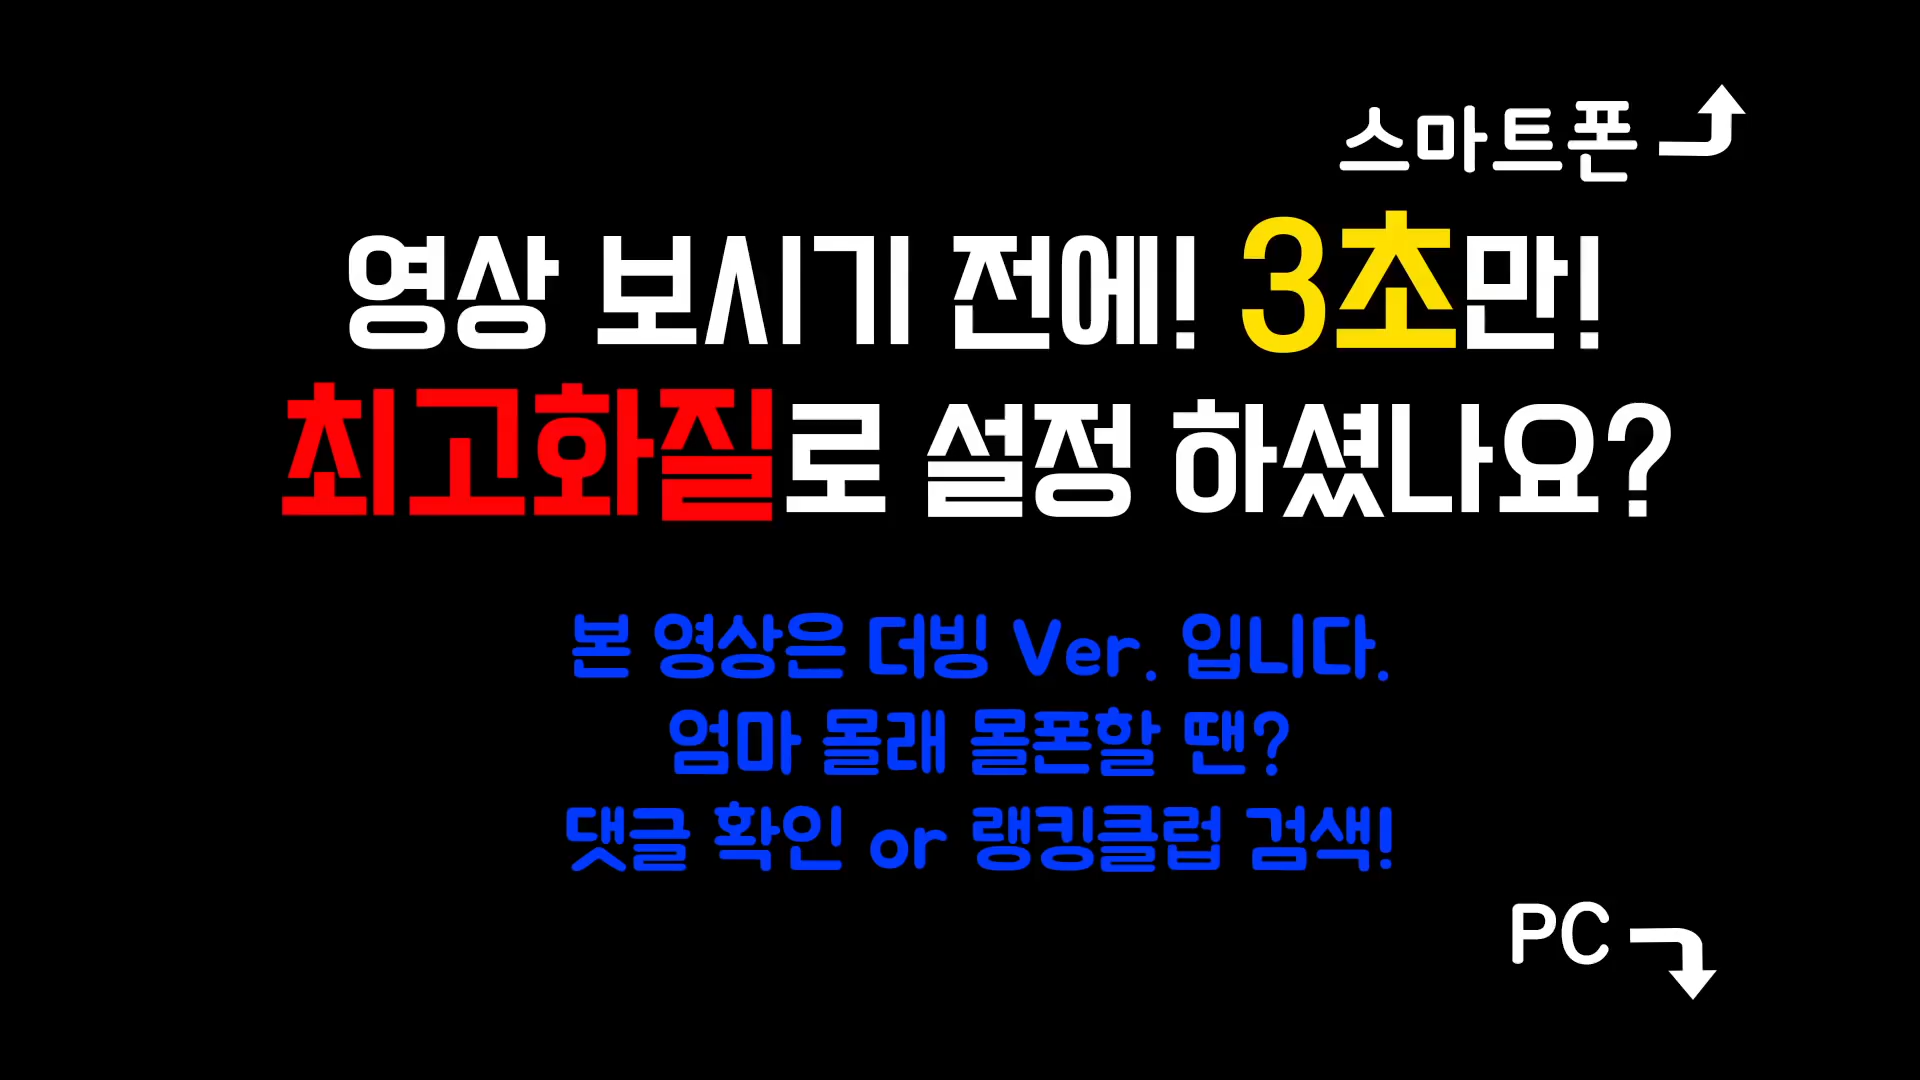 스마트폰
영상 보시기 전에! 3초만!
최고화질로 설정 하셨나요?
본 영상은 더빙 Ver. 입니다.
엄마 몰래 몰폰할 땐?
댓글 확인 or 랭킹클럽 검색!
PC